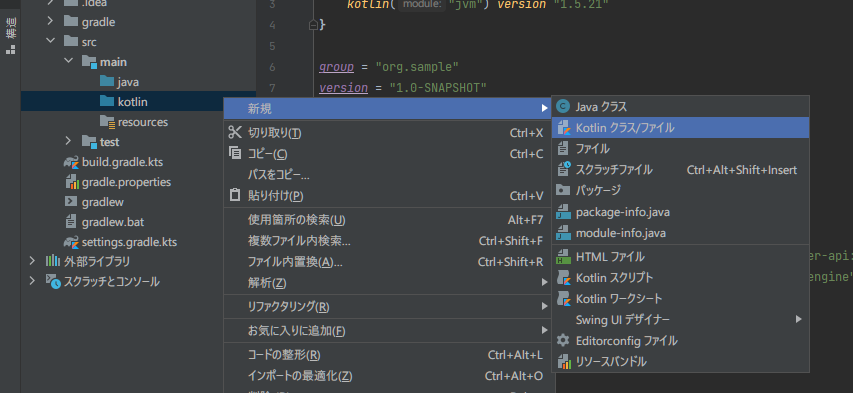 構造
.idea
gradle
src
main
java
kotlin
resources
test
build.gradle.kts
gradle.properties
gradlew
gradlew.bat
settings.gradle.kts
外部ライブラリ
スクラッチとコンソール
3 kotlin( module: "jvm") version "1.5.21"
4 }
5
6 group = "org.sample"
7 version = "1.0-SNAPSHOT"
er-api:
engine"
新規
切り取り(T) Ctrl+X
コピー(C) Ctrl+C
パスをコピー...
貼り付け(P) Ctrl+V
使用箇所の検索(U) Alt+F7
複数ファイル内検索... Ctrl+Shift+F
ファイル内置換(A)... Ctrl+Shift+R
解析(Z)
リファクタリング(R)
お気に入りに追加(F)
コードの整形(R) Ctrl+Alt+L
インポートの最適化(Z) Ctrl+Alt+O
Java クラス
Kotlin クラス/ファイル
ファイル
スクラッチファイル Ctrl+Alt+Shift+Insert
パッケージ
package-info.java
module-info.java
HTML ファイル
Kotlin スクリプト
Kotlin ワークシート
Swing UI デザイナー
Editorconfig ファイル
リソースバンドル